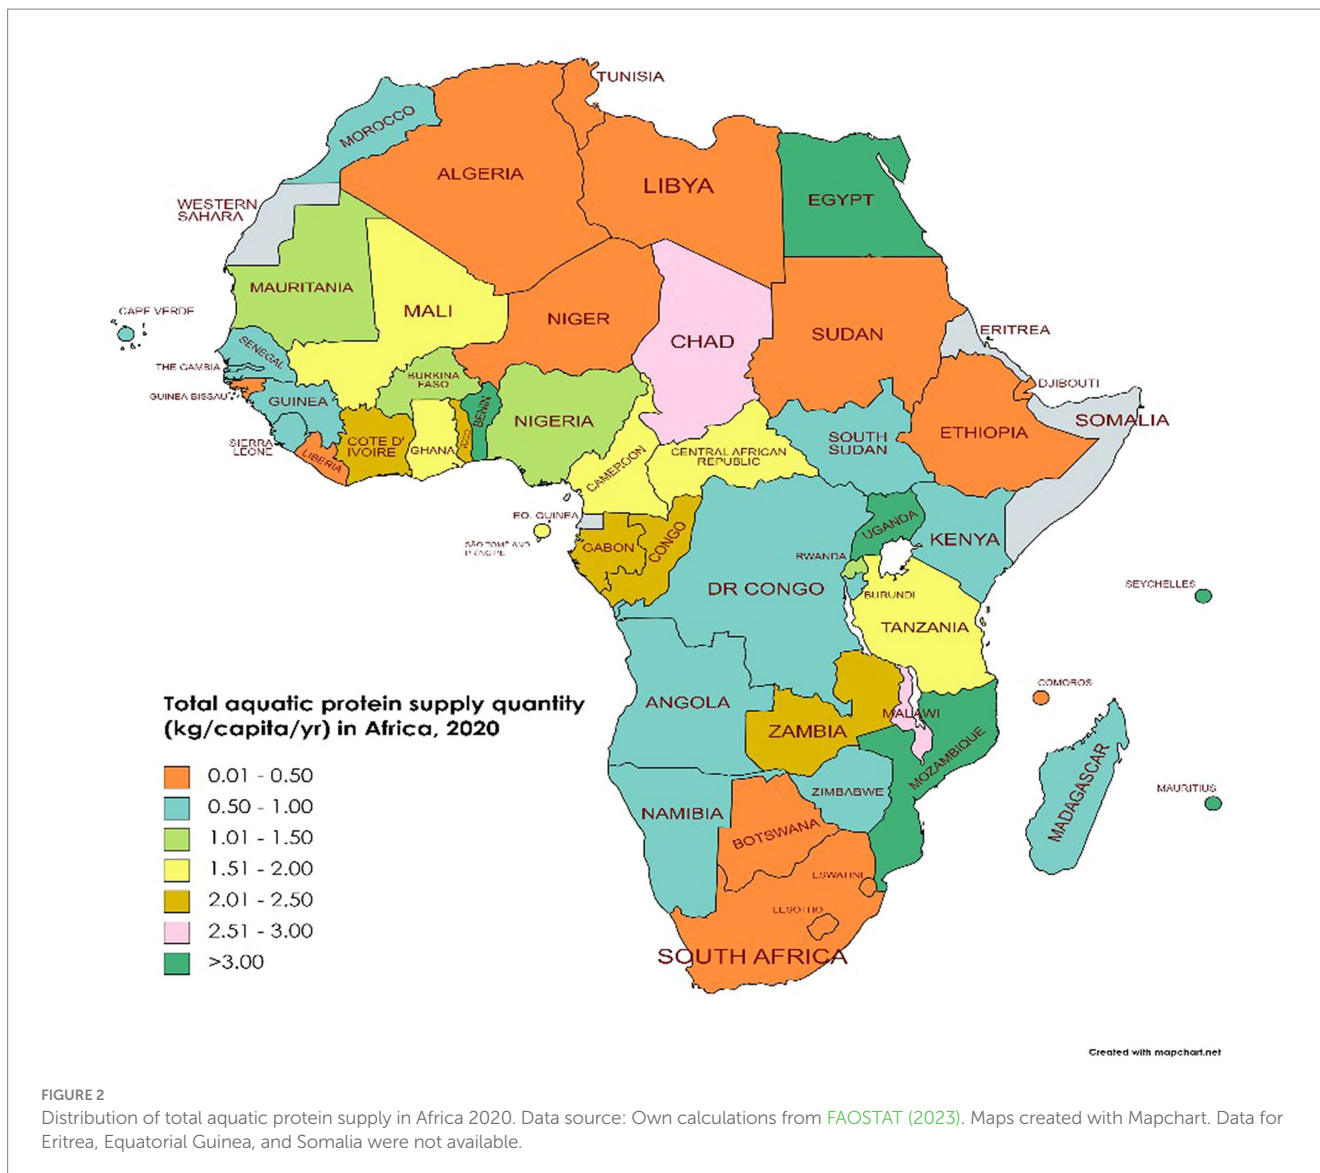 TUNISIA
MOROCCO
ALGERIA
LIBYA
EGYPT
WESTERN
SAHARA
MAURITANIA
MALI
NIGER
CHAD
SUDAN
ERITREA
CAPE VERDE
SENEGAL
THE GAMBIA
GUINEA BISSAU
GUINEA
SIERRA
LEONE
LIBERIA
COTE D'
IVOIRE
BURKINA
FASO
GHANA
TOGO
BENIN
NIGERIA
CAMEROON
CENTRAL AFRICAN
REPUBLIC
SOUTH
SUDAN
ETHIOPIA
DJIBOUTI
SOMALIA
EQ. GUINEA
SÃO TOMÉ AND
PRINCIPE
GABON
CONGO
DR CONGO
UGANDA
KENYA
RWANDA
BURUNDI
TANZANIA
SEYCHELLES
COMOROS
ANGOLA
ZAMBIA
MALAWI
MOZAMBIQUE
ZIMBABWE
NAMIBIA
BOTSWANA
MADAGASCAR
MAURITIUS
ESWATINI
LESOTHO
SOUTH AFRICA
Total aquatic protein supply quantity
(kg/capita/yr) in Africa, 2020
0.01 - 0.50
0.50 - 1.00
1.01 - 1.50
1.51 - 2.00
2.01 - 2.50
2.51 - 3.00
>3.00
Created with mapchart.net
FIGURE 2
Distribution of total aquatic protein supply in Africa 2020. Data source: Own calculations from FAOSTAT (2023). Maps created with Mapchart. Data for
Eritrea, Equatorial Guinea, and Somalia were not available.